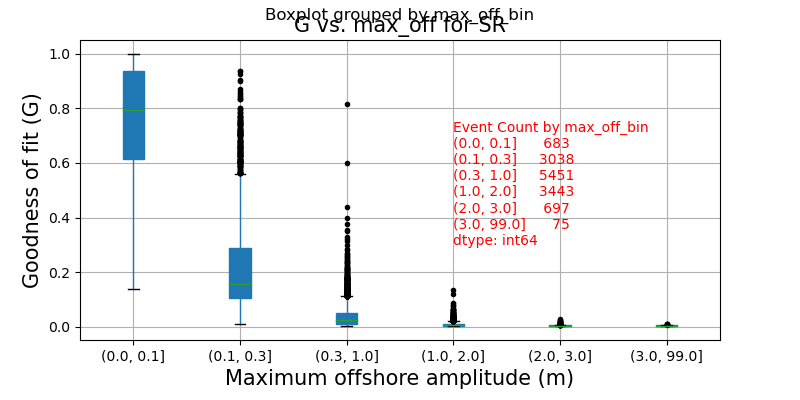 Boxplot grouped by max_off_bin
G vs. max_off for SR
Goodness of fit (G)
1.0
0.8
0.6
0.4
0.2
0.0
Event Count by max_off_bin
(0.0, 0.1] 683
(0.1, 0.3] 3038
(0.3, 1.0] 5451
(1.0, 2.0] 3443
(2.0, 3.0] 697
(3.0, 99.0] 75
dtype: int64
(0.0, 0.1] (0.1, 0.3] (0.3, 1.0] (1.0, 2.0] (2.0, 3.0] (3.0, 99.0]
Maximum offshore amplitude (m)